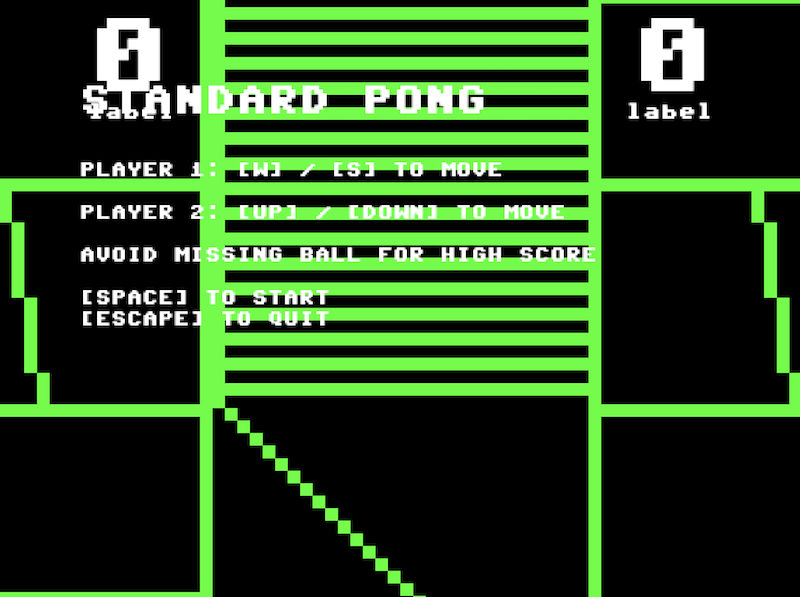 0 0
STANDARD PONG
label label
PLAYER 1: [W] / [S] TO MOVE
PLAYER 2: [UP] / [DOWN] TO MOVE
AVOID MISSING BALL FOR HIGH SCORE
[SPACE] TO START
[ESCAPE] TO QUIT